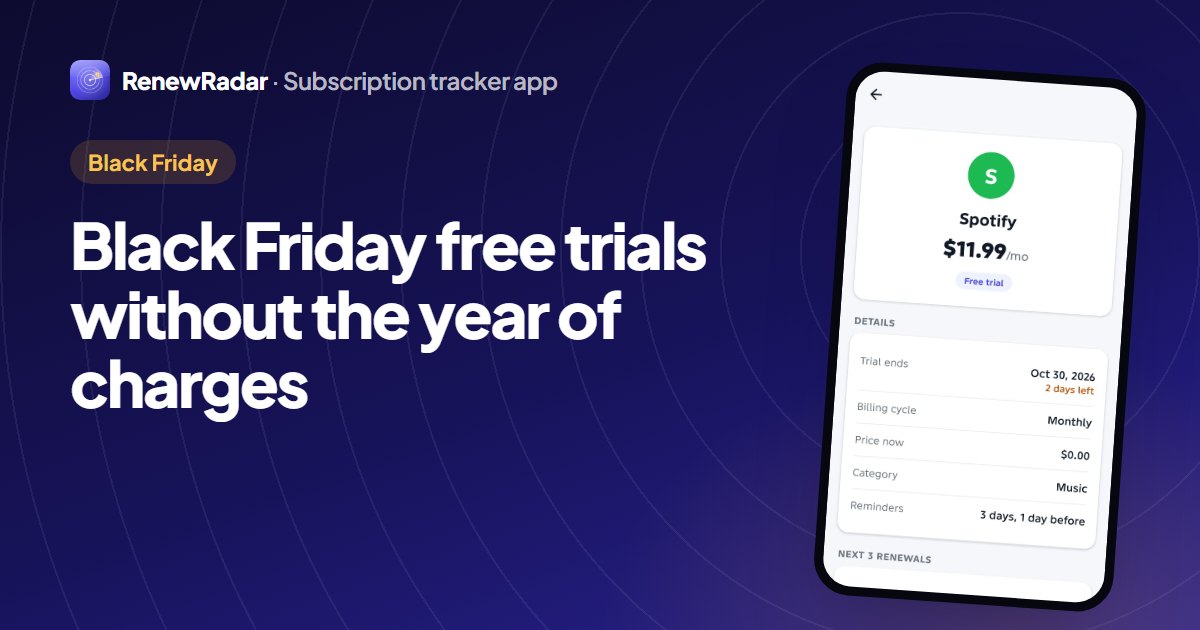 RenewRadar · Subscription tracker app
Black Friday
Black Friday free trials
without the year of
charges
S
Spotify
$11.99/mo
Free trial
DETAILS
Trial ends
Oct 30, 2026
2 days left
Billing cycle
Monthly
Price now
$0.00
Category
Music
Reminders
3 days, 1 day before
NEXT 3 RENEWALS